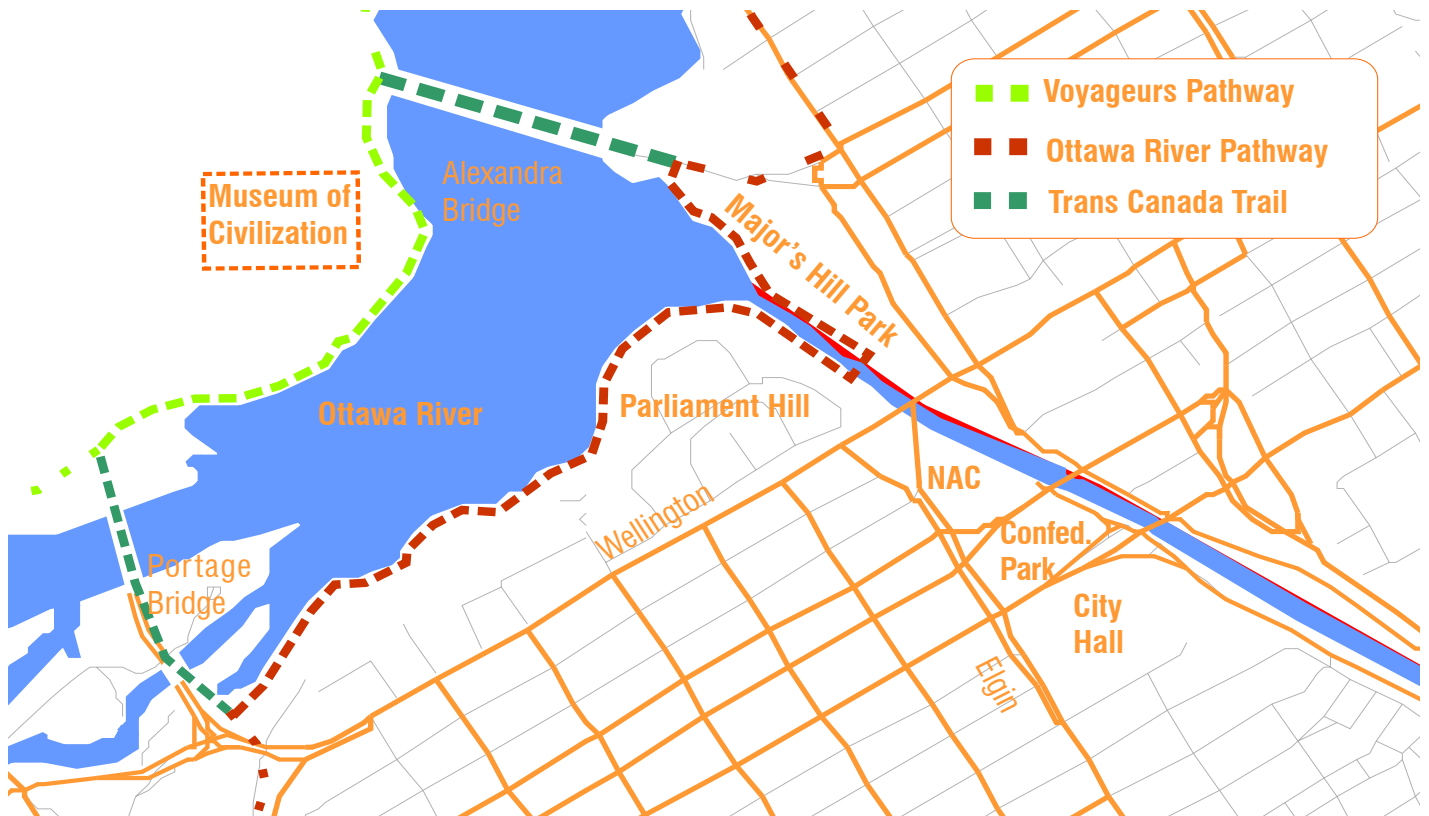 Voyageurs Pathway
Ottawa River Pathway
Trans Canada Trail
Alexandra
Bridge
Museum of
Civilization
Major's Hill Park
Ottawa River
Parliament Hill
NAC
Wellington
Confed.
Park
Portage
Bridge
City
Hall
Elgin